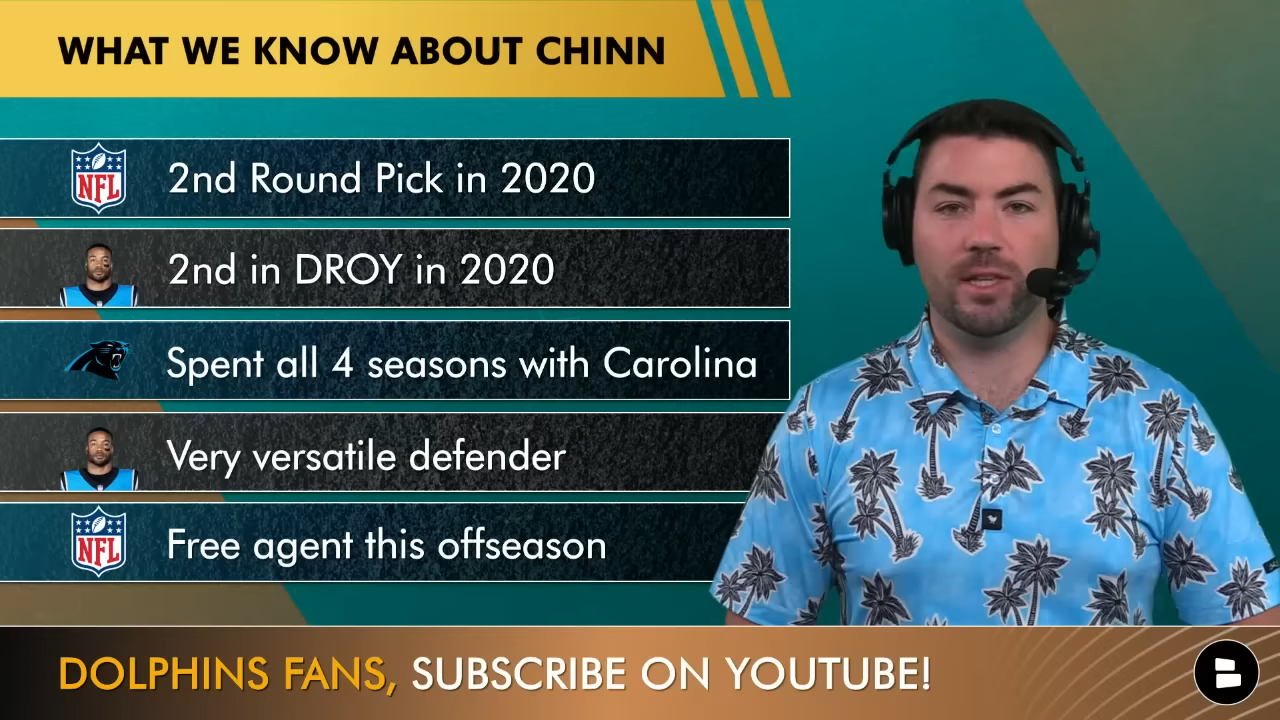 WHAT WE KNOW ABOUT CHINN
NFL
2nd Round Pick in 2020
2nd in DROY in 2020
Spent all 4 seasons with Carolina
Very versatile defender
NFL
Free agent this offseason
DOLPHINS FANS, SUBSCRIBE ON YOUTUBE!